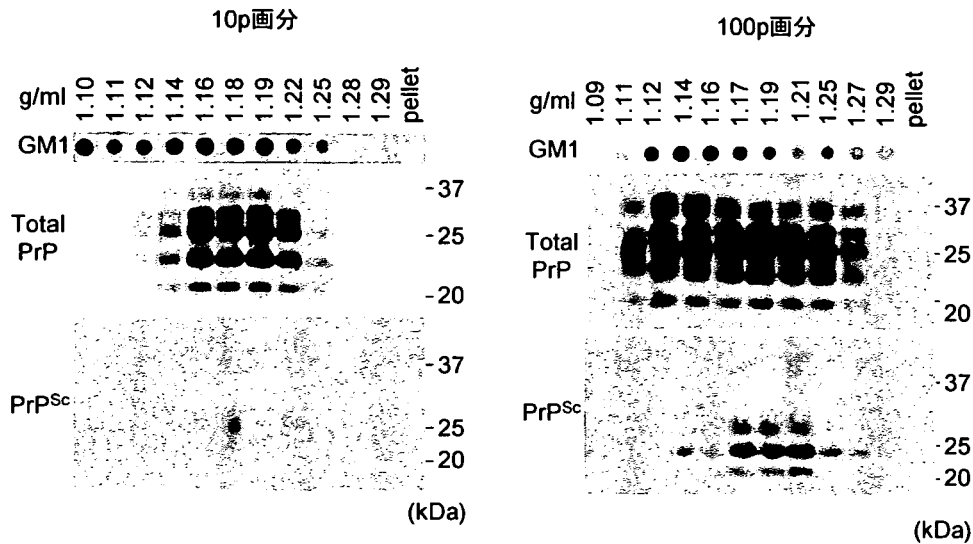 10p画分
g/ml 1.10 1.11 1.12 1.14 1.16 1.18 1.19 1.22 1.25 1.28 1.29 pellet
GM1
Total PrP
-37
-25
-20
PrPSc
-37
-25
-20
(kDa)
100p画分
g/ml 1.09 1.11 1.12 1.14 1.16 1.17 1.19 1.21 1.25 1.27 1.29 pellet
GM1
Total PrP
-37
-25
20
PrPSc
-37
-25
-20
(kDa)